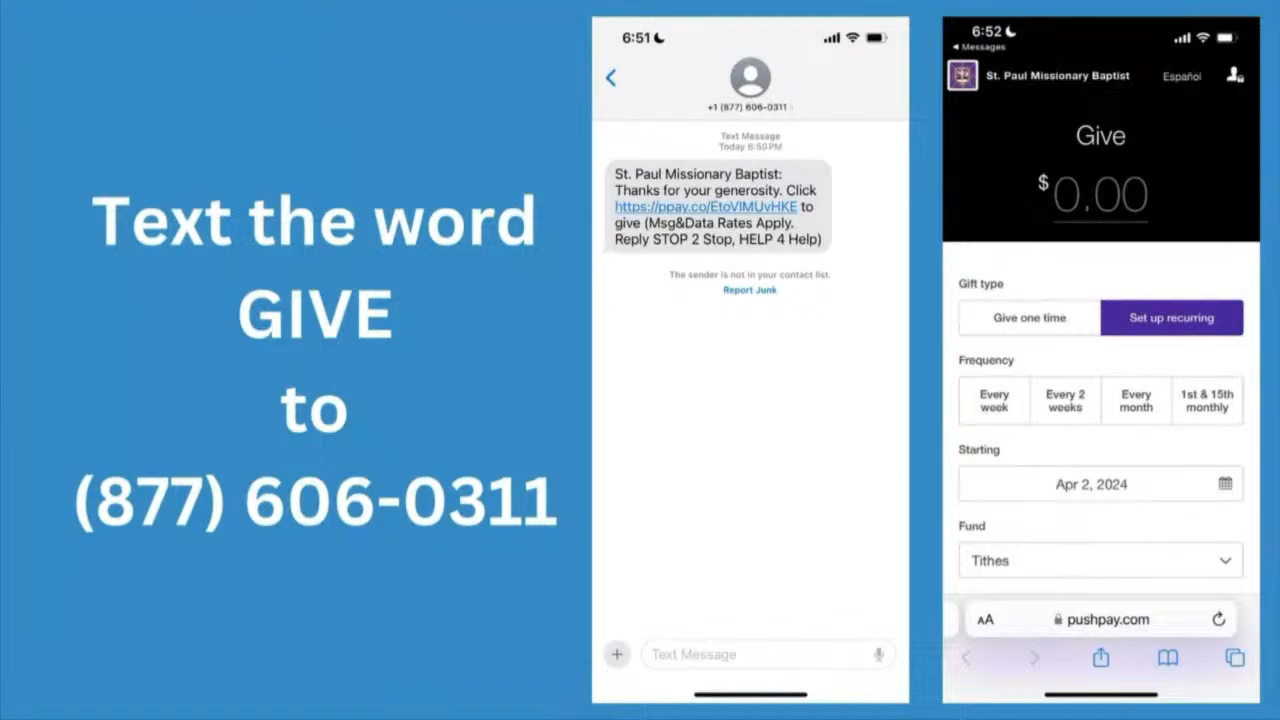 Text the word
GIVE
to
(877) 606-0311
6:51
+1 (877) 606-0311
Text Message
Today 6:50 PM
St. Paul Missionary Baptist:
Thanks for your generosity. Click
https://ppay.co/EtoVIMUvHKE to
give (Msg&Data Rates Apply.
Reply STOP 2 Stop, HELP 4 Help)
The sender is not in your contact list.
Report Junk
Text Message
6:52
Messages
St. Paul Missionary Baptist
Español
Give
$0.00
Gift type
Give one time
Set up recurring
Frequency
Every
week
Every 2
weeks
Every
month
1st & 15th
monthly
Starting
Apr 2, 2024
Fund
Tithes
AA
pushpay.com